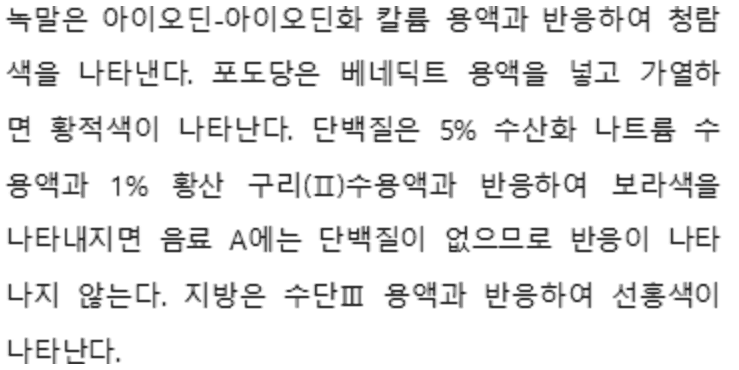 녹말은 아이오딘-아이오딘화 칼륨 용액과 반응하여 청람
색을 나타낸다. 포도당은 베네딕트 용액을 넣고 가열하
면 황적색이 나타난다. 단백질은 5% 수산화 나트륨 수
용액과 1% 황산 구리(Ⅱ)수용액과 반응하여 보라색을
나타내지면 음료 A에는 단백질이 없으므로 반응이 나타
나지 않는다. 지방은 수단Ⅲ 용액과 반응하여 선홍색이
나타난다.